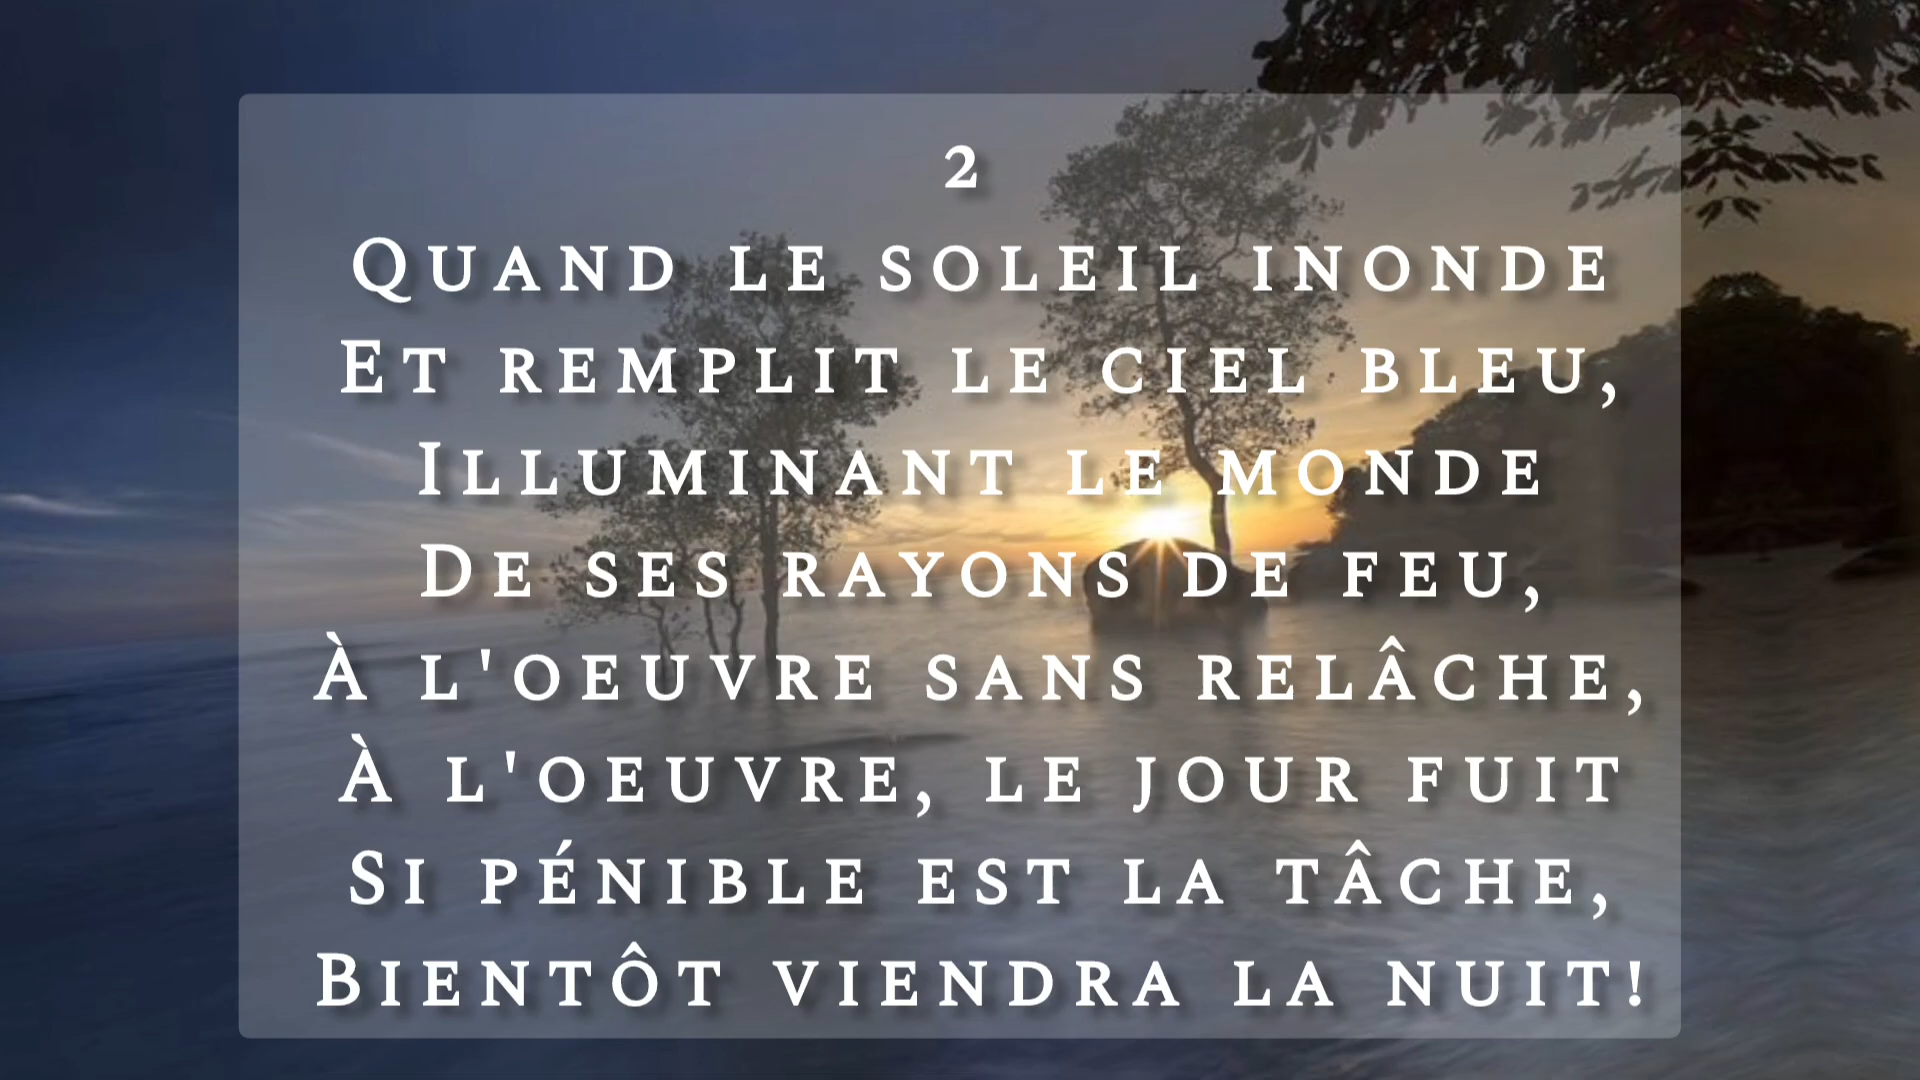 2
Quand le soleil inonde
Et remplit le ciel bleu,
Illuminant le monde
De ses rayons de feu,
À l'oeuvre sans relâche,
À l'oeuvre, le jour fuit
Si pénible est la tâche,
Bientôt viendra la nuit!